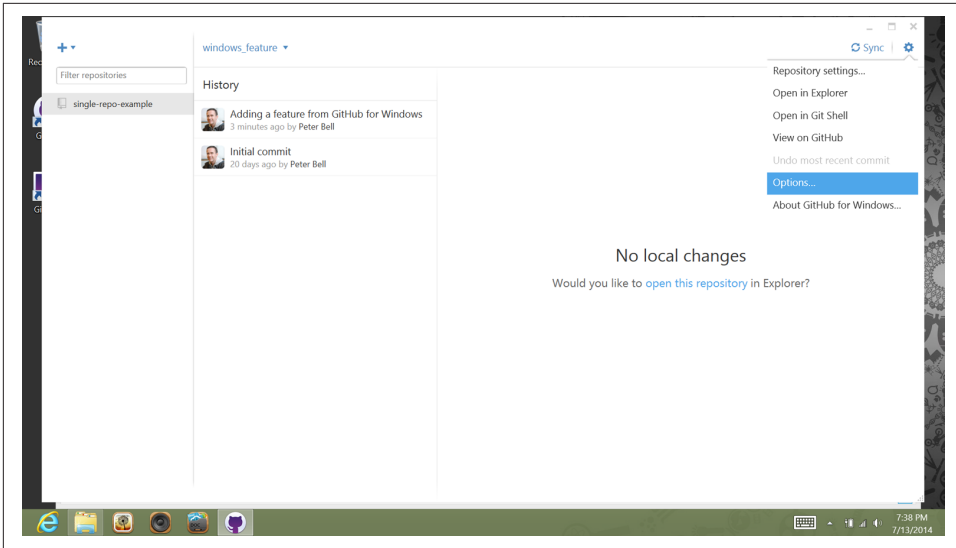 Rec
G
Gi
windows_feature
Sync
Filter repositories
single-repo-example
History
Adding a feature from GitHub for Windows
3 minutes ago by Peter Bell
Initial commit
20 days ago by Peter Bell
Repository settings...
Open in Explorer
Open in Git Shell
View on GitHub
Undo most recent commit
Options...
About GitHub for Windows...
No local changes
Would you like to open this repository in Explorer?
7:38 PM
7/13/2014